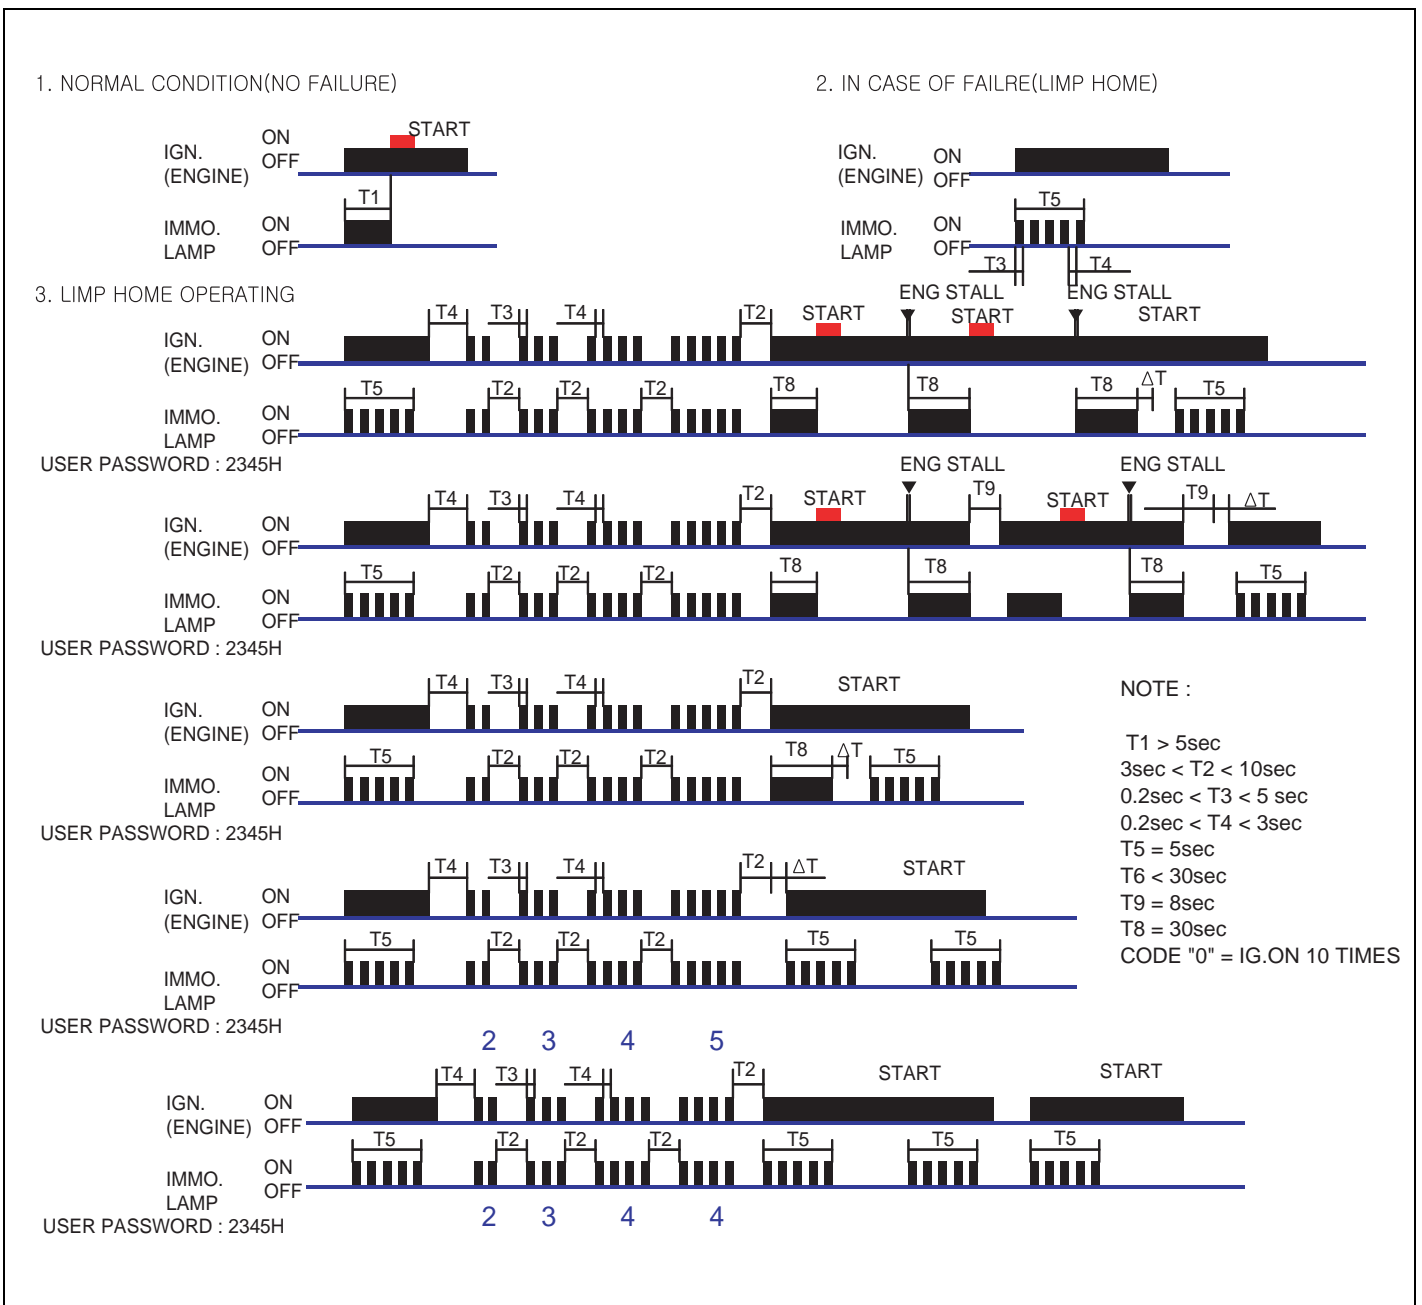 1. NORMAL CONDITION(NO FAILURE)
2. IN CASE OF FAILRE(LIMP HOME)
START
IGN. ON
(ENGINE) OFF
T1
IMMO. ON
LAMP OFF
IGN. ON
(ENGINE) OFF
T5
IMMO. ON
LAMP OFF
T3 T4
3. LIMP HOME OPERATING
ENG STALL ENG STALL
T4 T3 T4 T2 START START START
IGN. ON
(ENGINE) OFF
T5 T2 T2 T2 T8 T8 T8 ΔT T5
IMMO. ON
LAMP OFF
USER PASSWORD : 2345H
ENG STALL ENG STALL
T4 T3 T4 T2 START T9 START T9 ΔT
IGN. ON
(ENGINE) OFF
T5 T2 T2 T2 T8 T8 T8 T5
IMMO. ON
LAMP OFF
USER PASSWORD : 2345H
T4 T3 T4 T2 START
IGN. ON
(ENGINE) OFF
T5 T2 T2 T2 T8 ΔT T5
IMMO. ON
LAMP OFF
USER PASSWORD : 2345H
NOTE :
T1 > 5sec
3sec < T2 < 10sec
0.2sec < T3 < 5 sec
0.2sec < T4 < 3sec
T5 = 5sec
T6 < 30sec
T9 = 8sec
T8 = 30sec
CODE "0" = IG.ON 10 TIMES
T4 T3 T4 T2 ΔT START
IGN. ON
(ENGINE) OFF
T5 T2 T2 T2 T5 T5
IMMO. ON
LAMP OFF
USER PASSWORD : 2345H
2 3 4 5
T4 T3 T4 T2 START START
IGN. ON
(ENGINE) OFF
T5 T2 T2 T2 T5 T5 T5
IMMO. ON
LAMP OFF
2 3 4 4
USER PASSWORD : 2345H